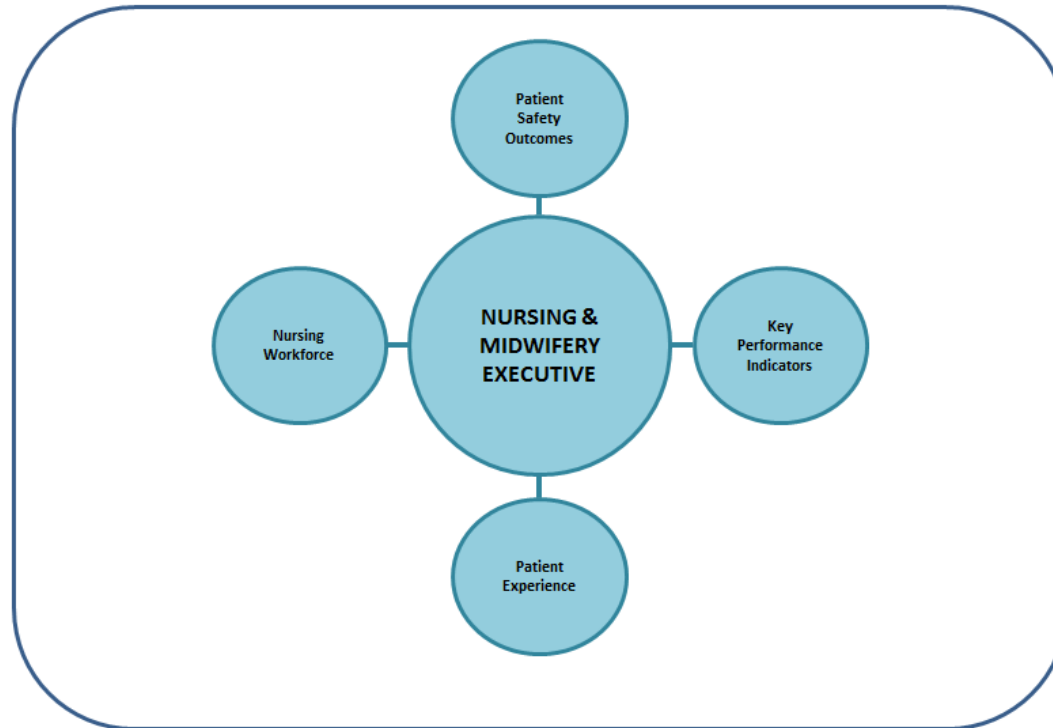 Patient
Safety
Outcomes
Nursing
Workforce
NURSING &
MIDWIFERY
EXECUTIVE
Key
Performance
Indicators
Patient
Experience